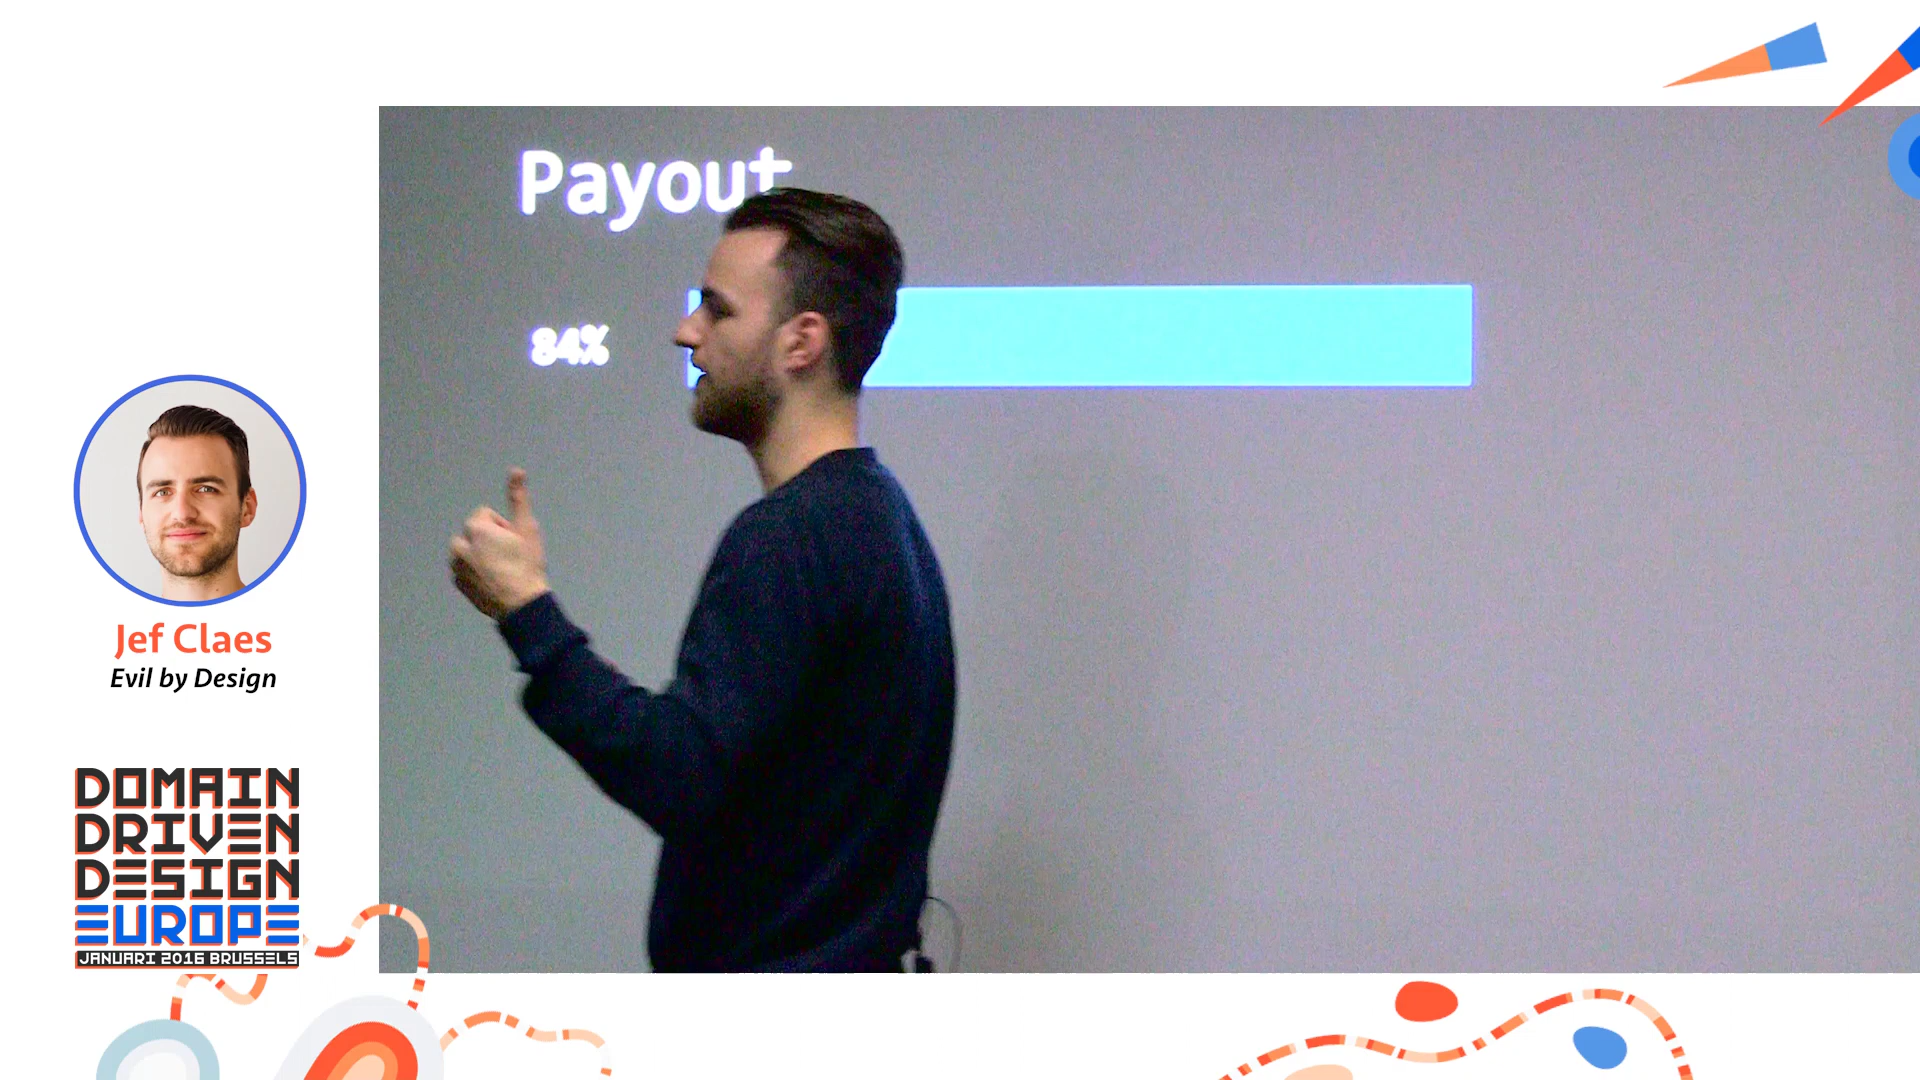 Payout
84%
Jef Claes
Evil by Design
DOMAIN
DRIVEN
DESIGN
EUROPE
JANUARI 2016 BRUSSELS